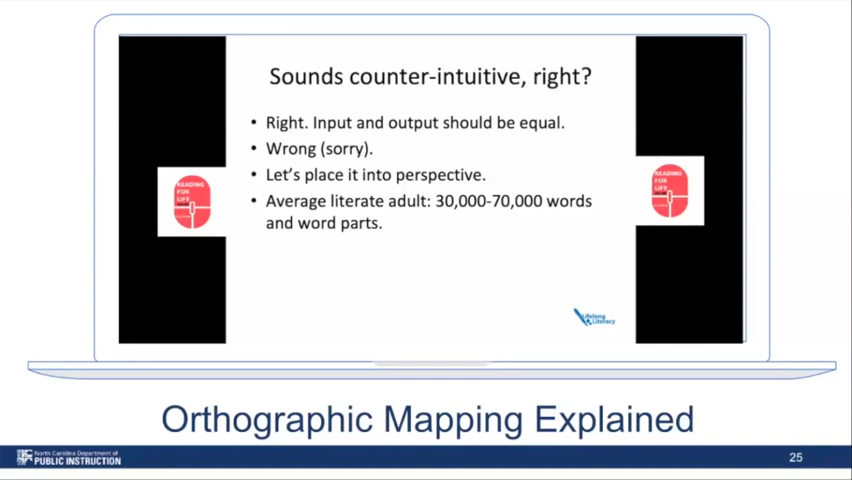 Sounds counter-intuitive, right?
• Right. Input and output should be equal.
• Wrong (sorry).
• Let's place it into perspective.
• Average literate adult: 30,000-70,000 words
and word parts.
READING
FOR
LIFE
READING
FOR
LIFE
Lifelong
Literacy
Orthographic Mapping Explained
North Carolina Department of
PUBLIC INSTRUCTION
25